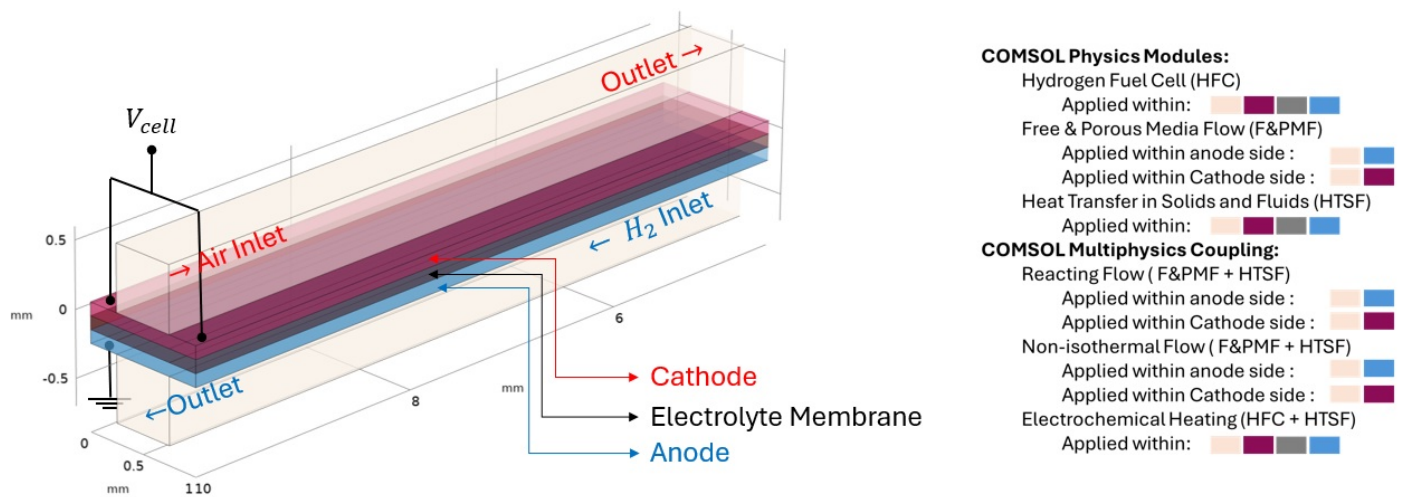 Outlet →
V_cell
→ Air Inlet
← H₂ Inlet
0.5
0
mm
-0.5
←Outlet
6
mm
8
0
0.5
mm
110
Cathode
Electrolyte Membrane
Anode
COMSOL Physics Modules:
Hydrogen Fuel Cell (HFC)
Applied within:
Free & Porous Media Flow (F&PMF)
Applied within anode side :
Applied within Cathode side :
Heat Transfer in Solids and Fluids (HTSF)
Applied within:
COMSOL Multiphysics Coupling:
Reacting Flow ( F&PMF + HTSF)
Applied within anode side :
Applied within Cathode side :
Non-isothermal Flow ( F&PMF + HTSF)
Applied within anode side :
Applied within Cathode side :
Electrochemical Heating (HFC + HTSF)
Applied within: